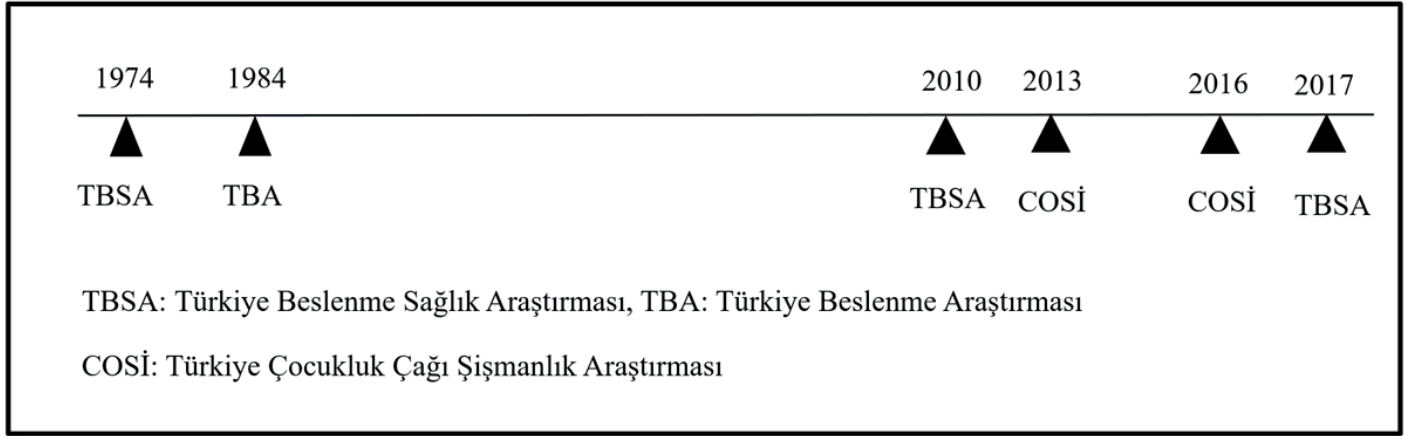 1974 1984 2010 2013 2016 2017
TBSA TBA TBSA COSİ COSİ TBSA
TBSA: Türkiye Beslenme Sağlık Araştırması, TBA: Türkiye Beslenme Araştırması
COSİ: Türkiye Çocukluk Çağı Şişmanlık Araştırması